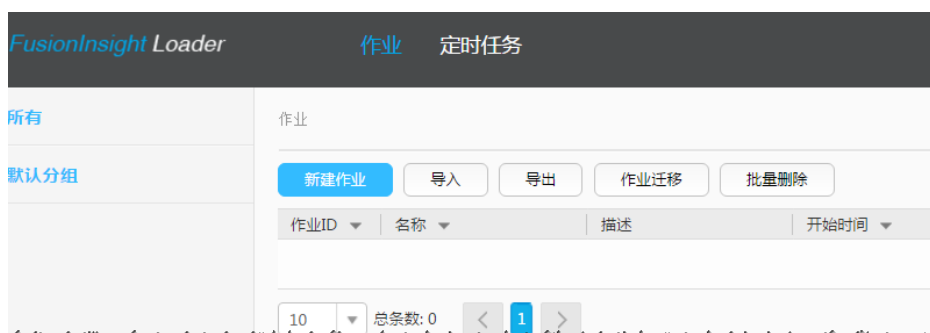 FusionInsight Loader 作业 定时任务
所有
默认分组
作业
新建作业 导入 导出 作业迁移 批量删除
作业ID 名称 描述 开始时间
10 总条数: 0 1